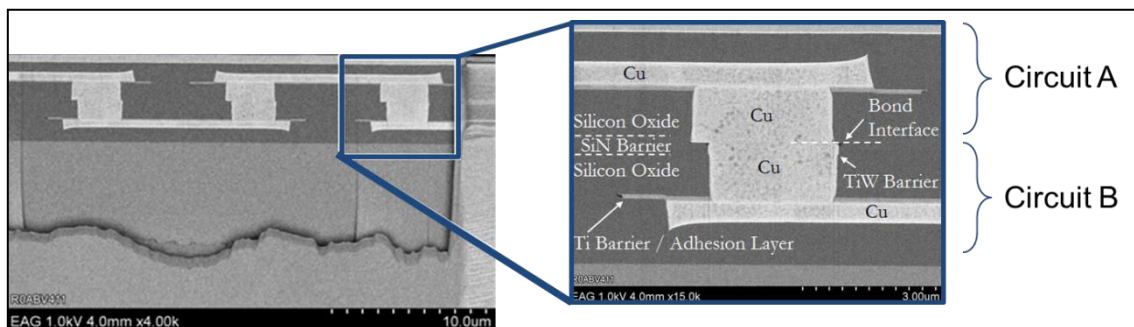 R0ABV411
EAG 1.0kV 4.0mm x4.00k 10.0um
Cu
Cu
Bond
Interface
Silicon Oxide
SiN Barrier
Silicon Oxide
Cu
TiW Barrier
Cu
Ti Barrier / Adhesion Layer
R0ABV411
EAG 1.0kV 4.0mm x15.0k 3.00um
Circuit A
Circuit B